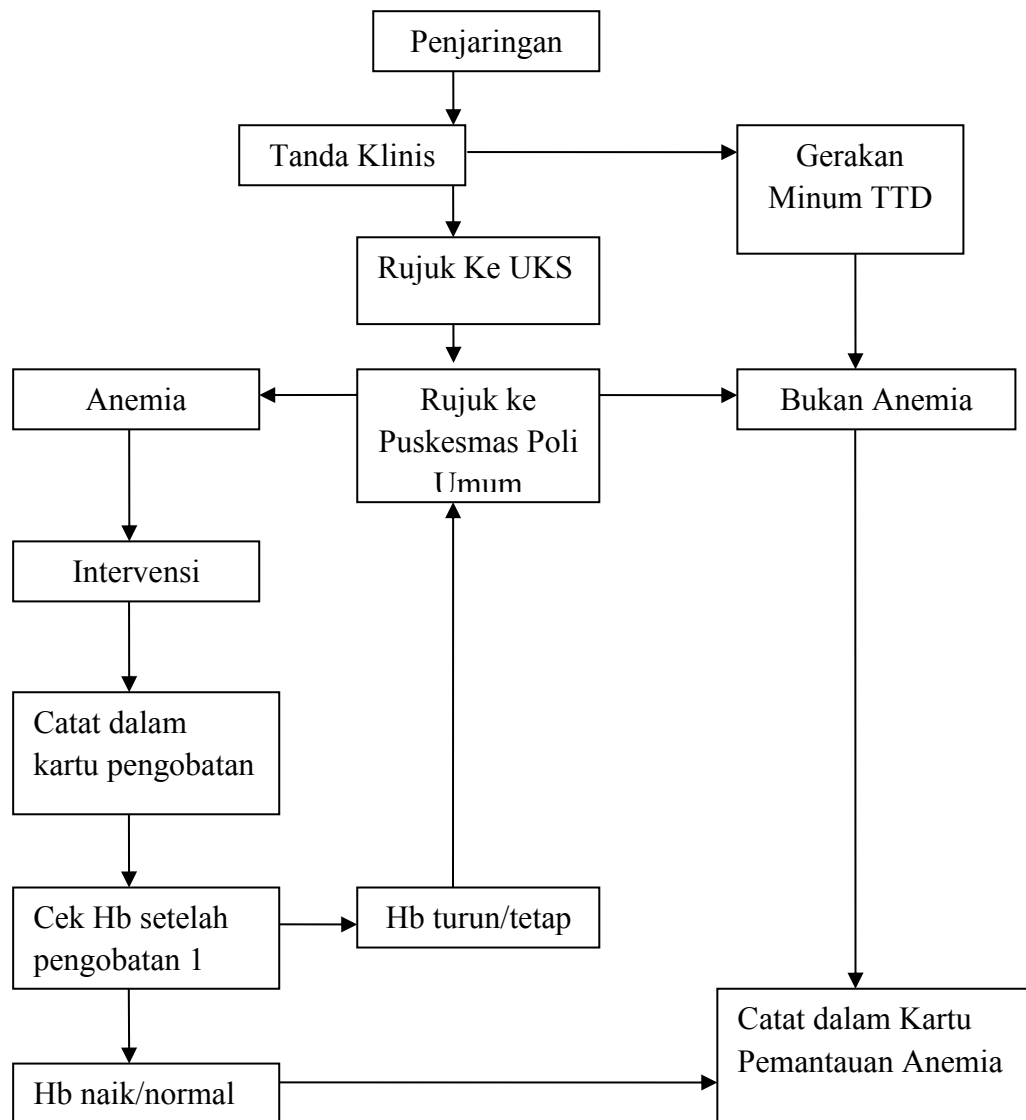 Penjaringan
Tanda Klinis
Gerakan
Minum TTD
Rujuk Ke UKS
Anemia
Rujuk ke
Puskesmas Poli
Umum
Bukan Anemia
Intervensi
Catat dalam
kartu pengobatan
Cek Hb setelah
pengobatan 1
Hb turun/tetap
Catat dalam Kartu
Pemantauan Anemia
Hb naik/normal